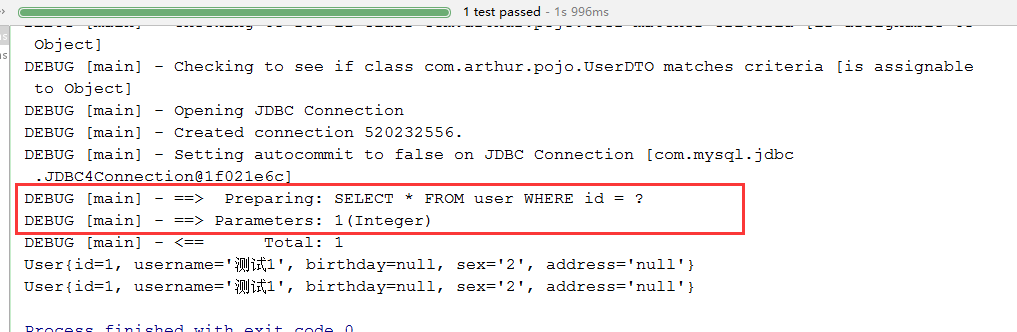 1 test passed - 1s 996ms
Object]
DEBUG [main] - Checking to see if class com.arthur.pojo.UserDTO matches criteria [is assignable
to Object]
DEBUG [main] - Opening JDBC Connection
DEBUG [main] - Created connection 520232556.
DEBUG [main] - Setting autocommit to false on JDBC Connection [com.mysql.jdbc
.JDBC4Connection@1f021e6c]
DEBUG [main] - ==>  Preparing: SELECT * FROM user WHERE id = ?
DEBUG [main] - ==> Parameters: 1(Integer)
DEBUG [main] - <==      Total: 1
User{id=1, username='测试1', birthday=null, sex='2', address='null'}
User{id=1, username='测试1', birthday=null, sex='2', address='null'}
Process finished with exit code 0